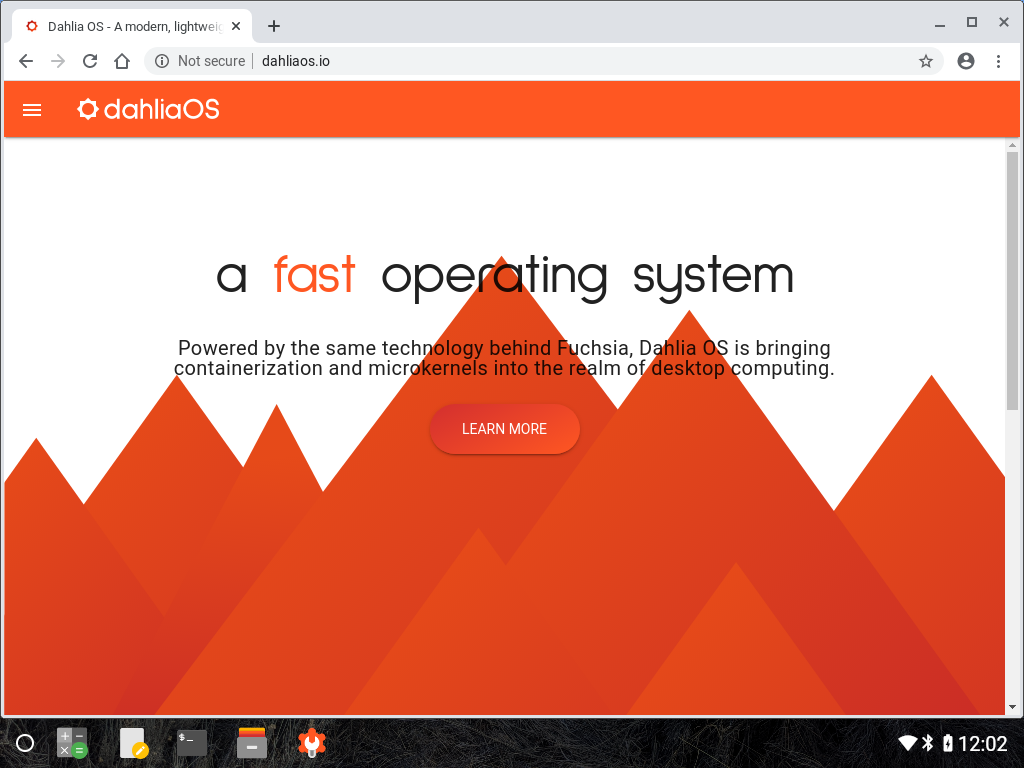 Dahlia OS - A modern, lightweig
Not secure | dahliaos.io
dahliaOS
a fast operating system
Powered by the same technology behind Fuchsia, Dahlia OS is bringing
containerization and microkernels into the realm of desktop computing.
LEARN MORE
$_
12:02